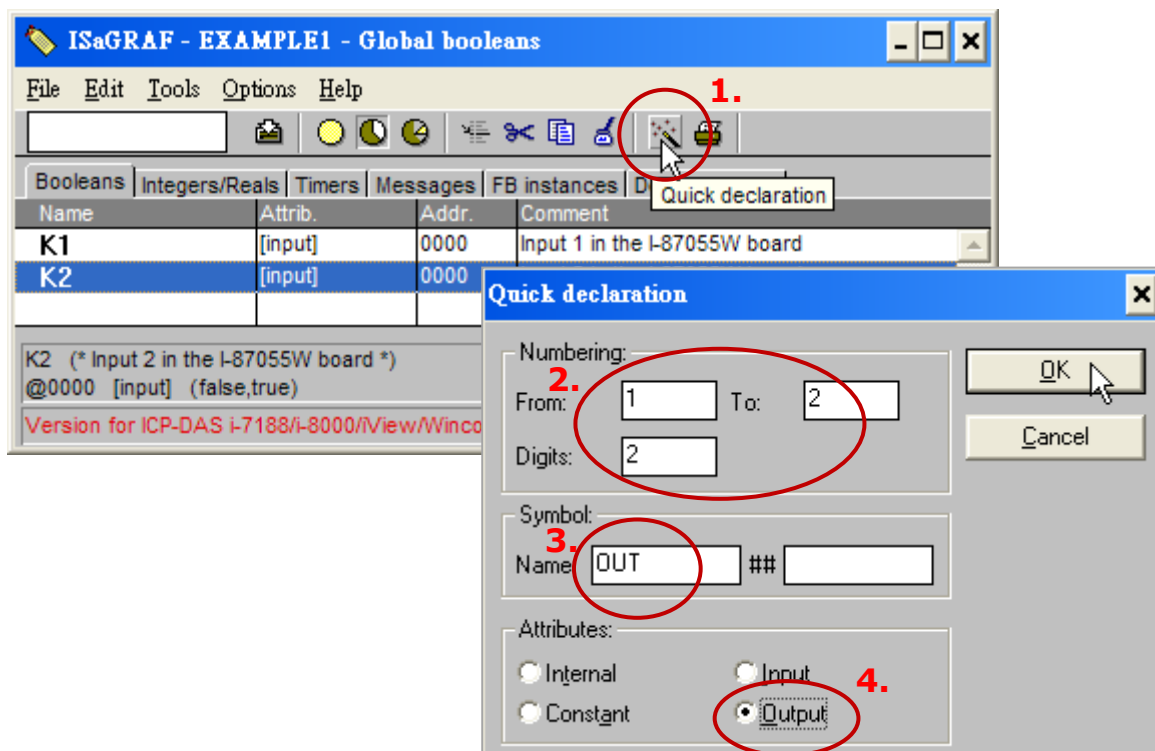 ISaGRAF - EXAMPLE1 - Global booleans
File Edit Tools Options Help
1.
Booleans Integers/Reals Timers Messages FB instances
Quick declaration
Name Attrib. Addr. Comment
K1 [input] 0000 Input 1 in the I-87055W board
K2 [input] 0000
K2 (* Input 2 in the I-87055W board *)
@0000 [input] (false,true)
Version for ICP-DAS i-7188/i-8000/iView/Winco
Quick declaration
Numbering:
2.
From: 1 To: 2
Digits: 2
OK
Cancel
Symbol:
3.
Name OUT ##
Attributes:
Internal Input
4.
Constant Output